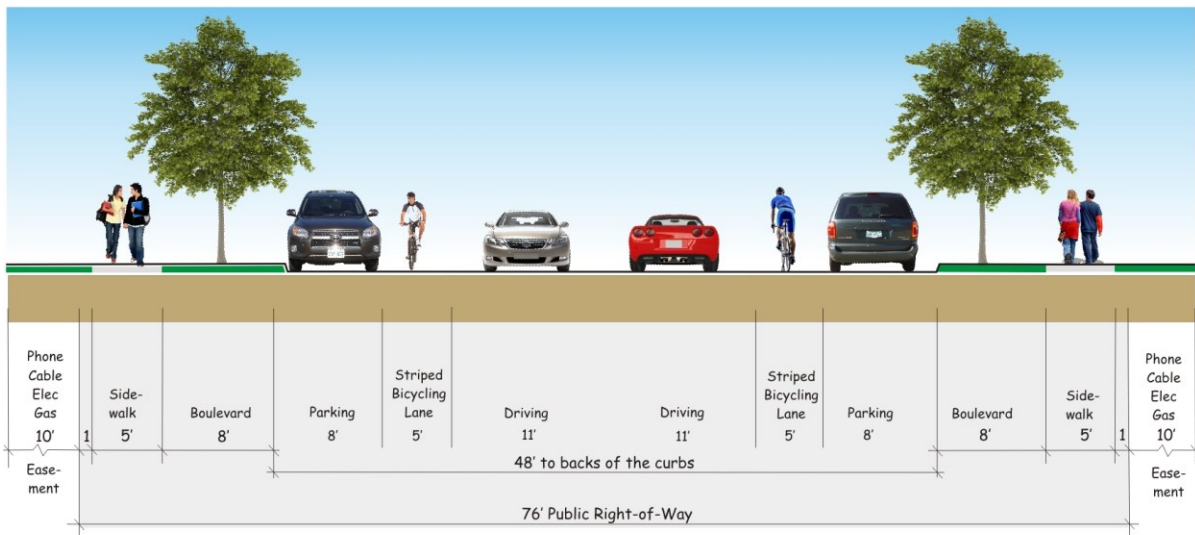 Phone
Cable
Elec
Gas
10'
Ease-
ment
1
Side-
walk
5'
Boulevard
8'
Parking
8'
Striped
Bicycling
Lane
5'
Driving
11'
Driving
11'
Striped
Bicycling
Lane
5'
Parking
8'
Boulevard
8'
Side-
walk
5'
1
Phone
Cable
Elec
Gas
10'
Ease-
ment
48' to backs of the curbs
76' Public Right-of-Way